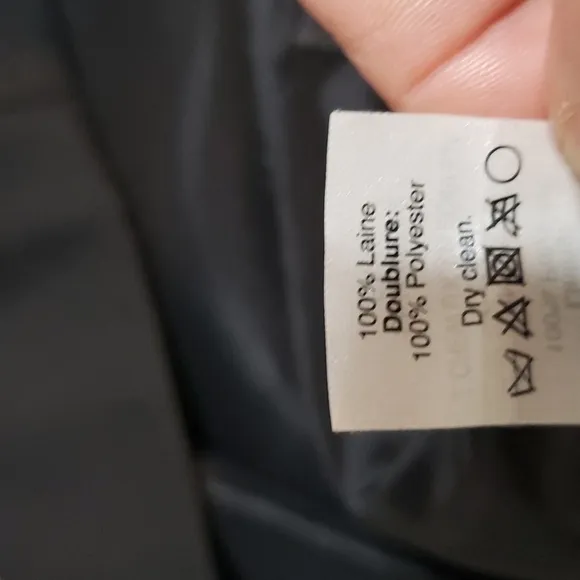 100% Laine
Doublure:
100% Polyester
Dry clean.